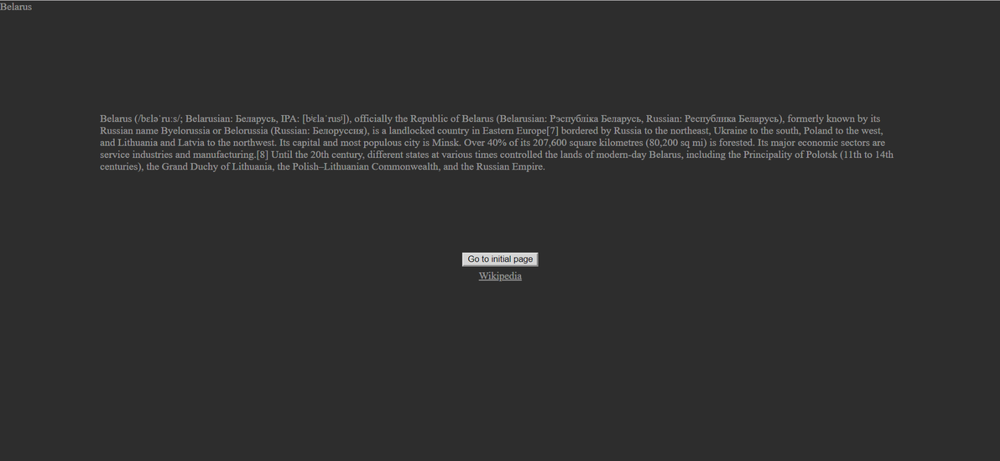 Belarus
Belarus (/bɛləˈruːs/; Belarusian: Беларусь, IPA: [bʲɛlaˈrusʲ]), officially the Republic of Belarus (Belarusian: Рэспубліка Беларусь, Russian: Республика Беларусь), formerly known by its
Russian name Byelorussia or Belorussia (Russian: Белоруссия), is a landlocked country in Eastern Europe[7] bordered by Russia to the northeast, Ukraine to the south, Poland to the west,
and Lithuania and Latvia to the northwest. Its capital and most populous city is Minsk. Over 40% of its 207,600 square kilometres (80,200 sq mi) is forested. Its major economic sectors are
service industries and manufacturing.[8] Until the 20th century, different states at various times controlled the lands of modern-day Belarus, including the Principality of Polotsk (11th to 14th
centuries), the Grand Duchy of Lithuania, the Polish–Lithuanian Commonwealth, and the Russian Empire.
Go to initial page
Wikipedia